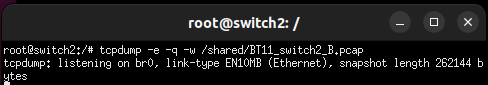 root@switch2: /
root@switch2:/# tcpdump -e -q -w /shared/BT11_switch2_B.pcap
tcpdump: listening on br0, link-type EN10MB (Ethernet), snapshot length 262144 b
ytes